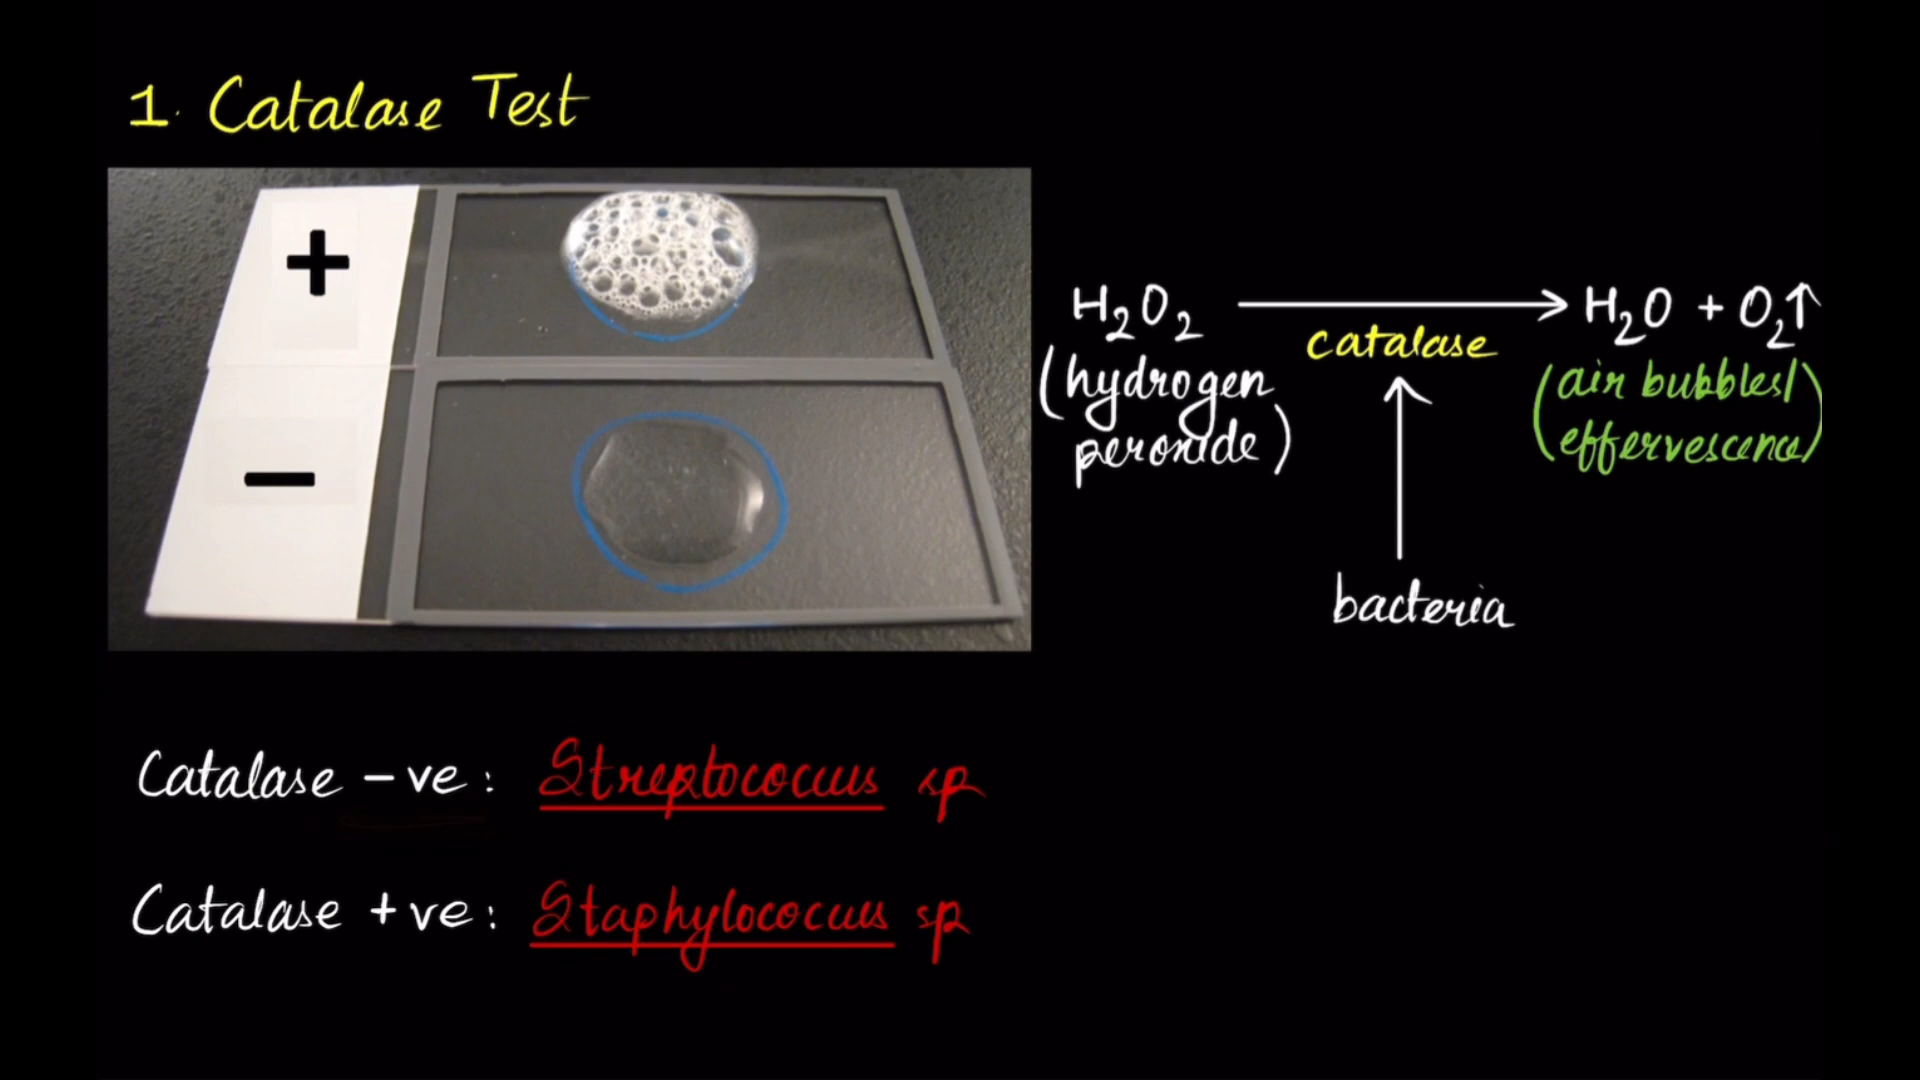 1. Catalase Test
+
−
H₂O₂ → H₂O + O₂↑
catalase
(hydrogen peroxide)
(air bubbles/ effervescence)
bacteria
Catalase −ve: Streptococcus sp
Catalase +ve: Staphylococcus sp